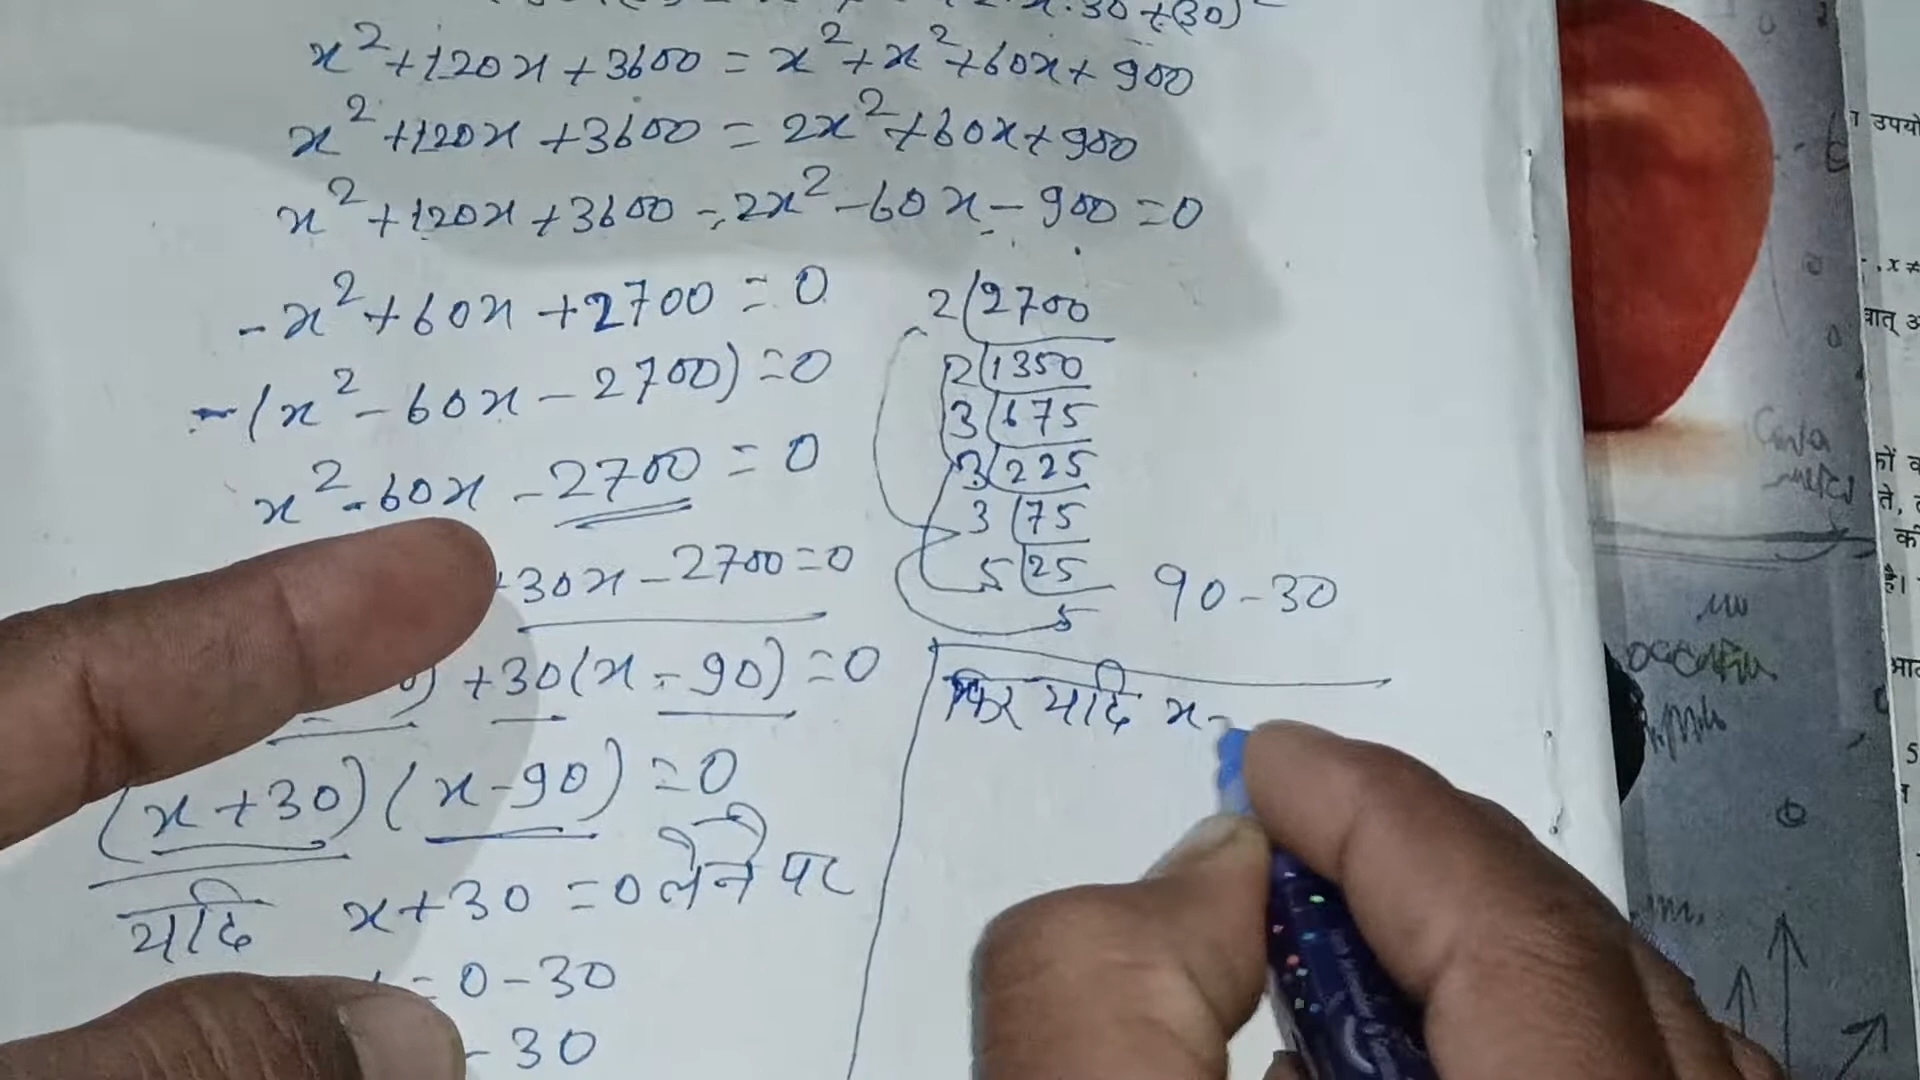 x·30+(30)²
x²+120x+3600=x²+x²+60x+900
x²+120x+3600=2x²+60x+900
x²+120x+3600-2x²-60x-900=0
-x²+60x+2700=0
-(x²-60x-2700)=0
x²-60x-2700=0
+30x-2700=0
+30(x-90)=0
(x+30)(x-90)=0
यदि x+30=0 लेने पर
=0-30
-30
2 2700
2 1350
3 675
3 225
3 75
5 25
5
90-30
फिर यदि x-